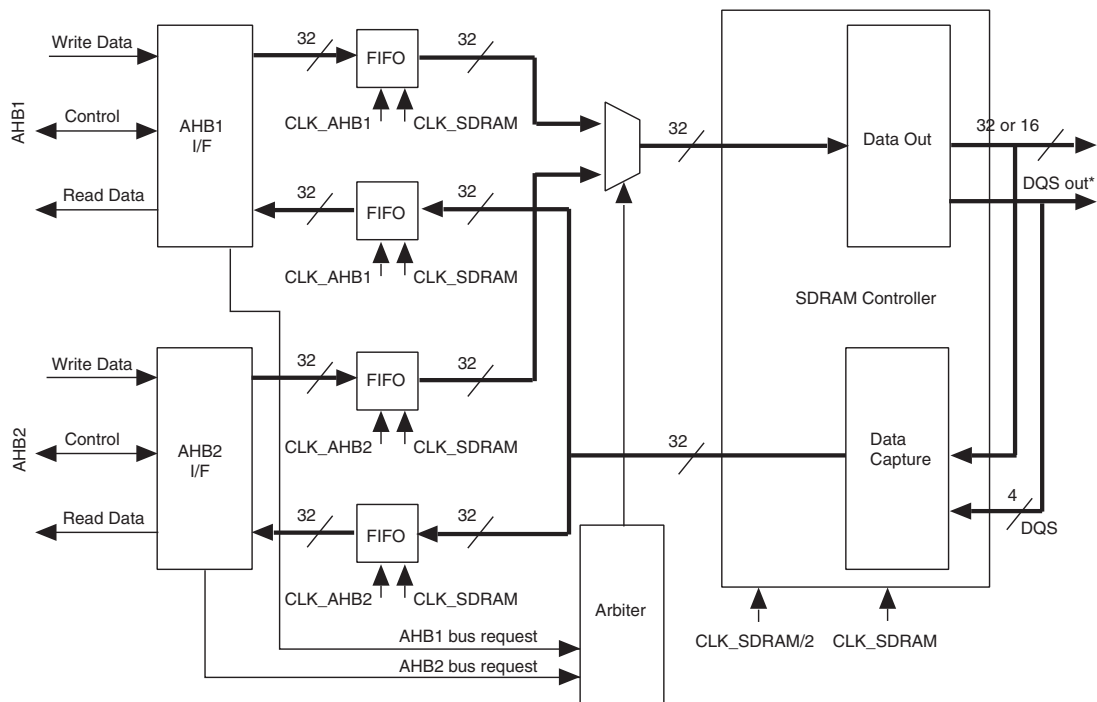 Write Data
32
FIFO
32
32 or 16
AHB1
Control
AHB1
I/F
CLK_AHB1
CLK_SDRAM
32
Data Out
DQS out*
Read Data
32
FIFO
32
CLK_AHB1
CLK_SDRAM
SDRAM Controller
Write Data
32
FIFO
32
AHB2
Control
AHB2
I/F
CLK_AHB2
CLK_SDRAM
32
Data
Capture
4
DQS
Read Data
32
FIFO
32
CLK_AHB2
CLK_SDRAM
Arbiter
AHB1 bus request
AHB2 bus request
CLK_SDRAM/2
CLK_SDRAM